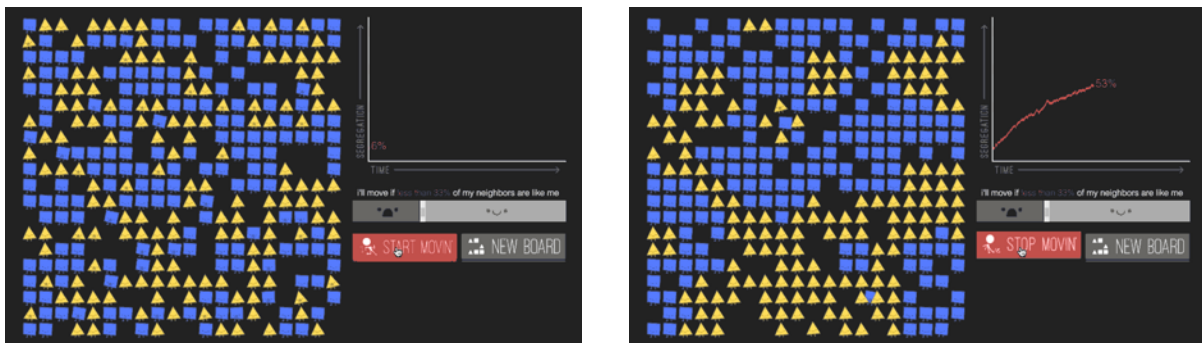 SEGREGATION
6%
TIME
i'll move if less than 33% of my neighbors are like me
START MOVIN'
NEW BOARD
53%
SEGREGATION
TIME
i'll move if less than 33% of my neighbors are like me
STOP MOVIN'
NEW BOARD